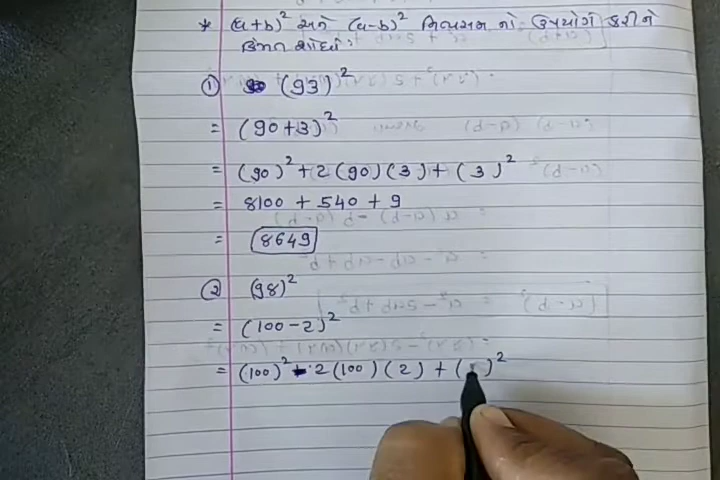 * (a+b)² અને (a-b)² નિત્યસમ નો ઉપયોગ કરીને
કિંમત શોધો:
① (93)²
= (90+3)²
= (90)² + 2(90)(3) + (3)²
= 8100 + 540 + 9
= 8649
② (98)²
= (100-2)²
= (100)² - 2(100)(2) + ( )²